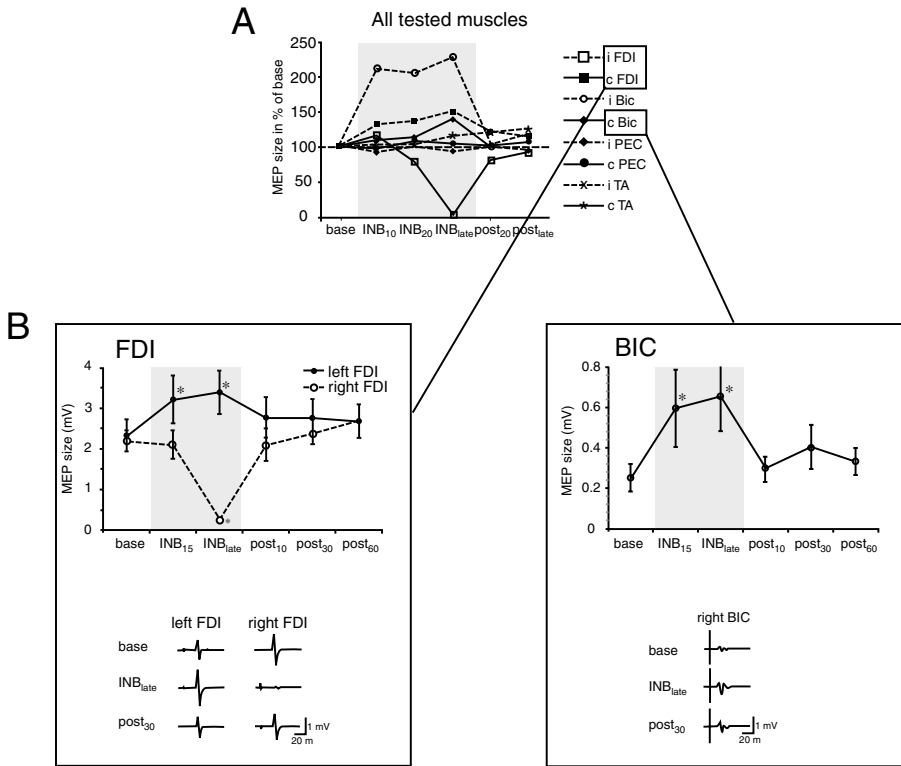 A
All tested muscles
MEP size in % of base
250
200
150
100
50
0
base INB10 INB20 INBlate post20 postlate
i FDI
c FDI
i Bic
c Bic
i PEC
c PEC
i TA
c TA
B
FDI
left FDI
right FDI
MEP size (mV)
4
3
2
1
0
* * *
base INB15 INBlate post10 post30 post60
left FDI right FDI
base
INBlate
post30
1 mV
20 m
BIC
MEP size (mV)
0.8
0.6
0.4
0.2
0
* *
base INB15 INBlate post10 post30 post60
right BIC
base
INBlate
post30
1 mV
20 m